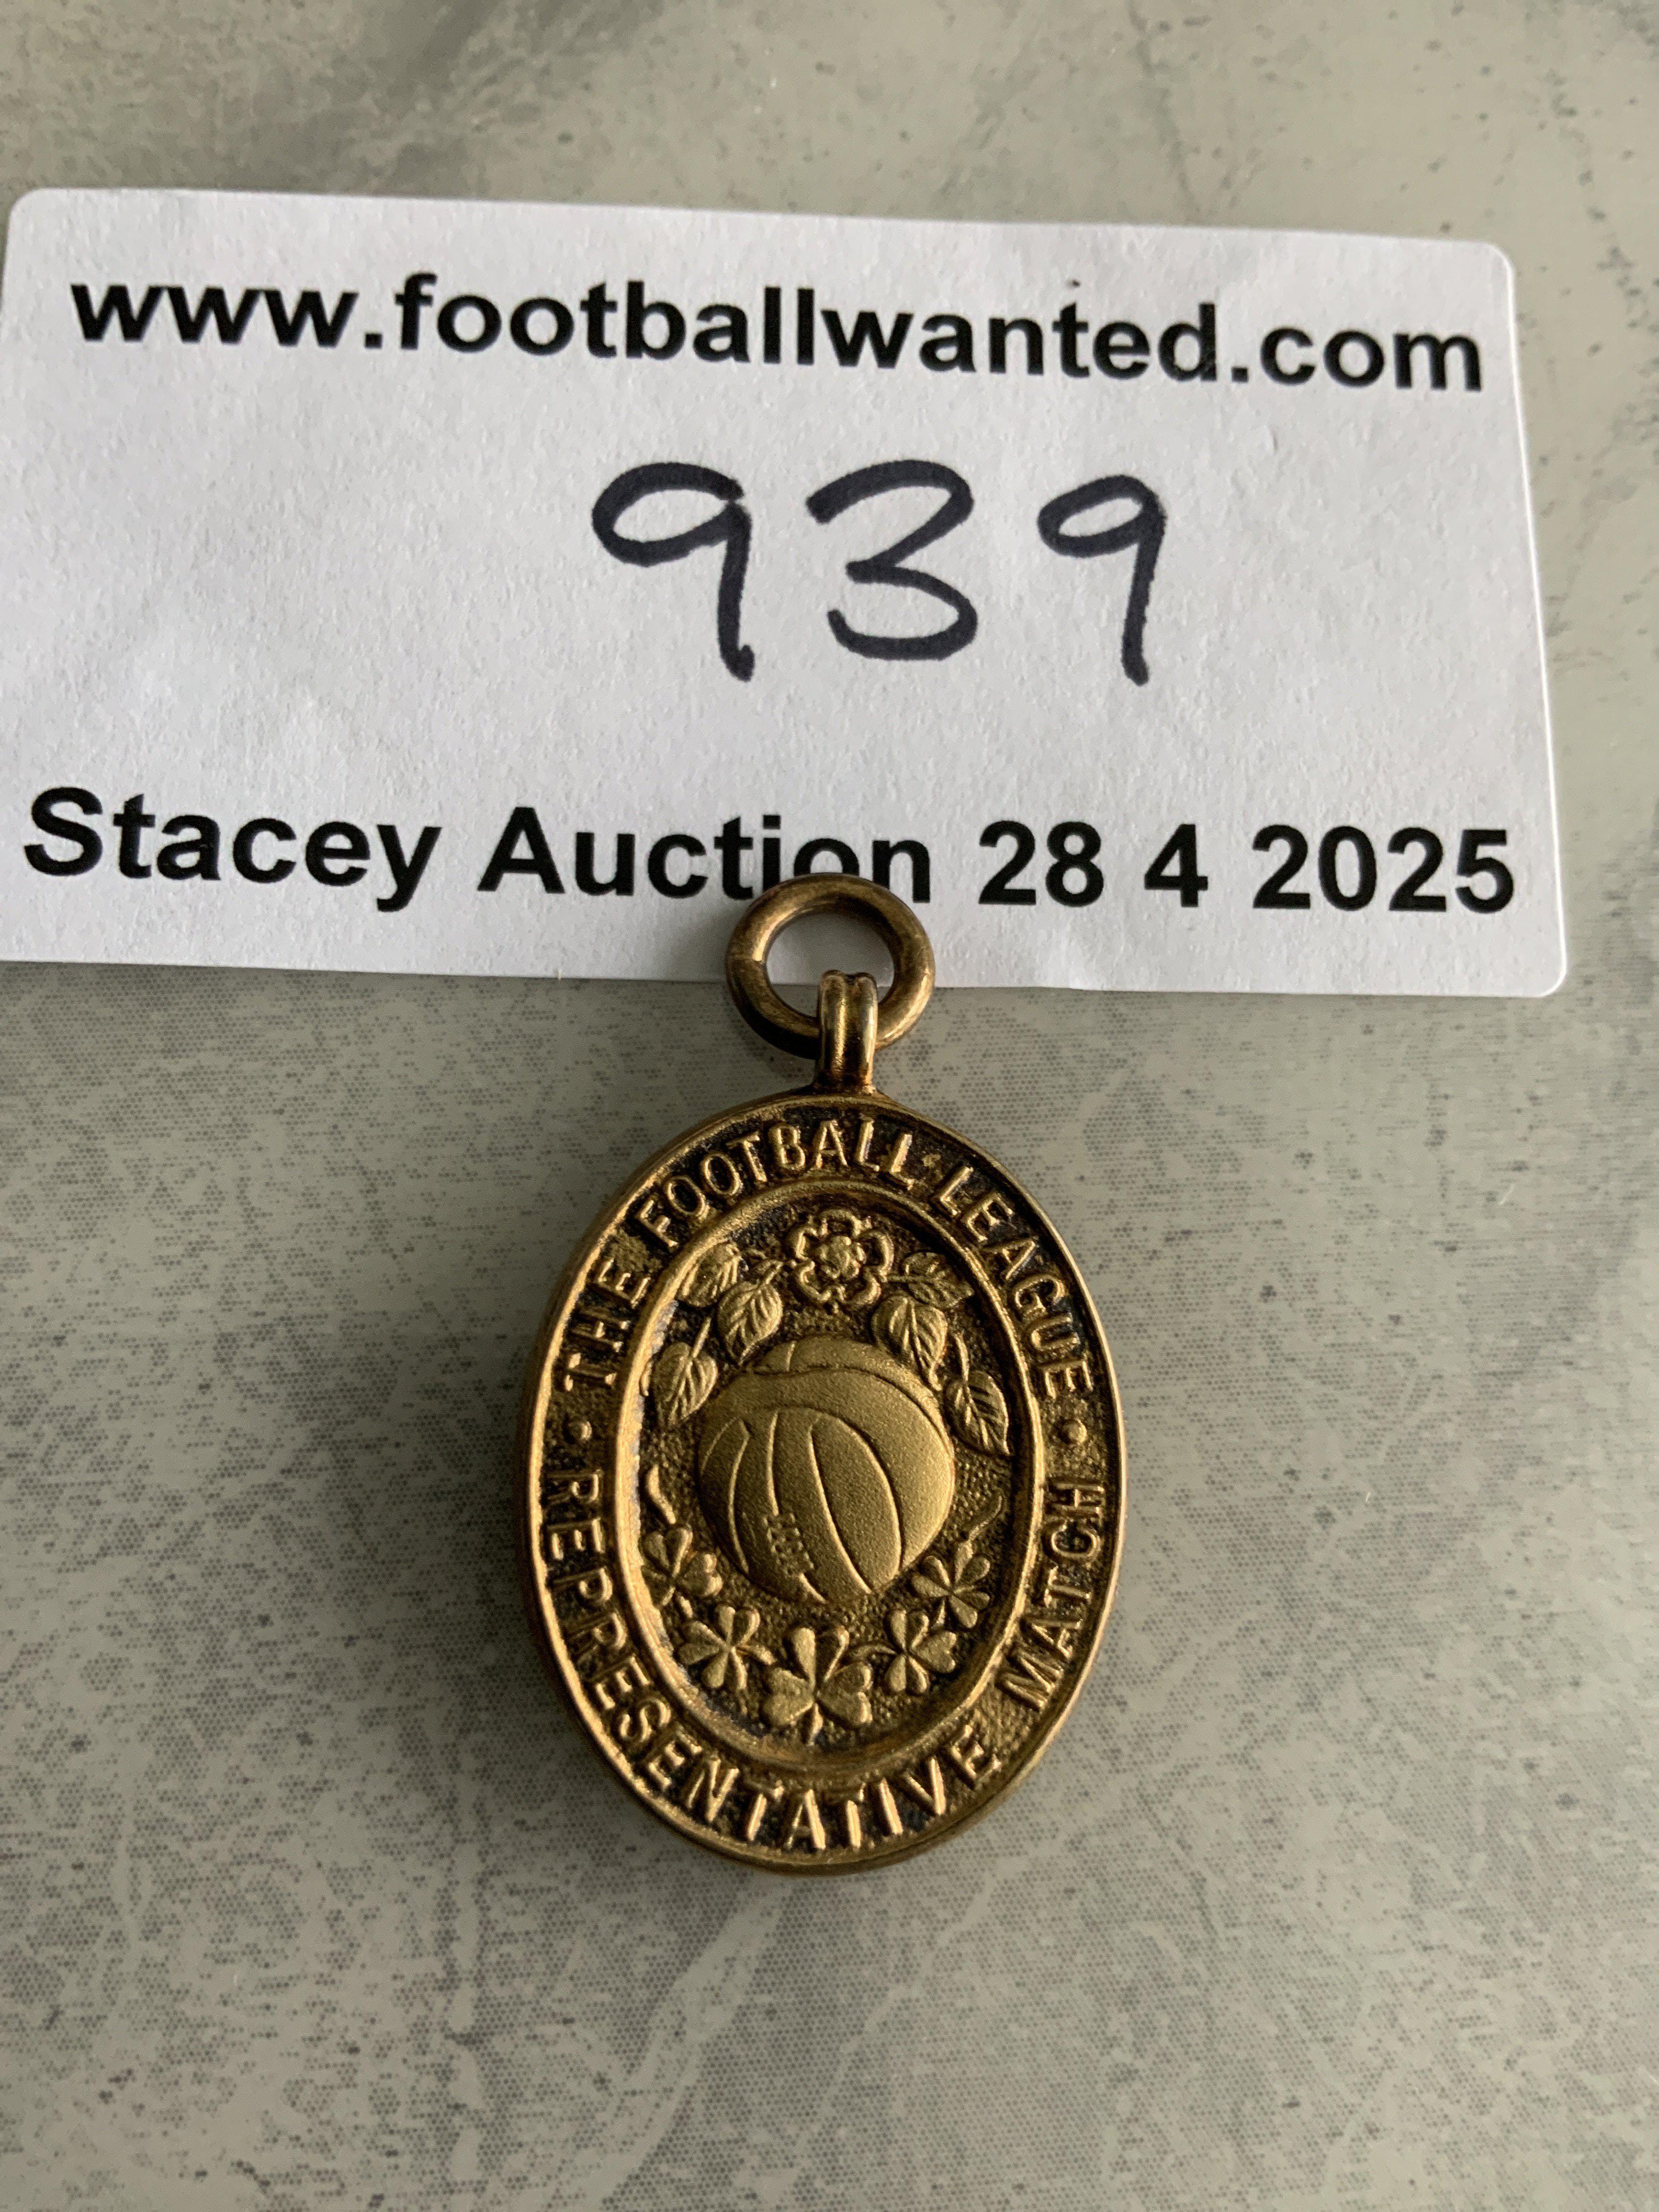 www.footballwanted.com
939
Stacey Auction 28 4 2025
· THE FOOTBALL LEAGUE ·
REPRESENTATIVE MATCH